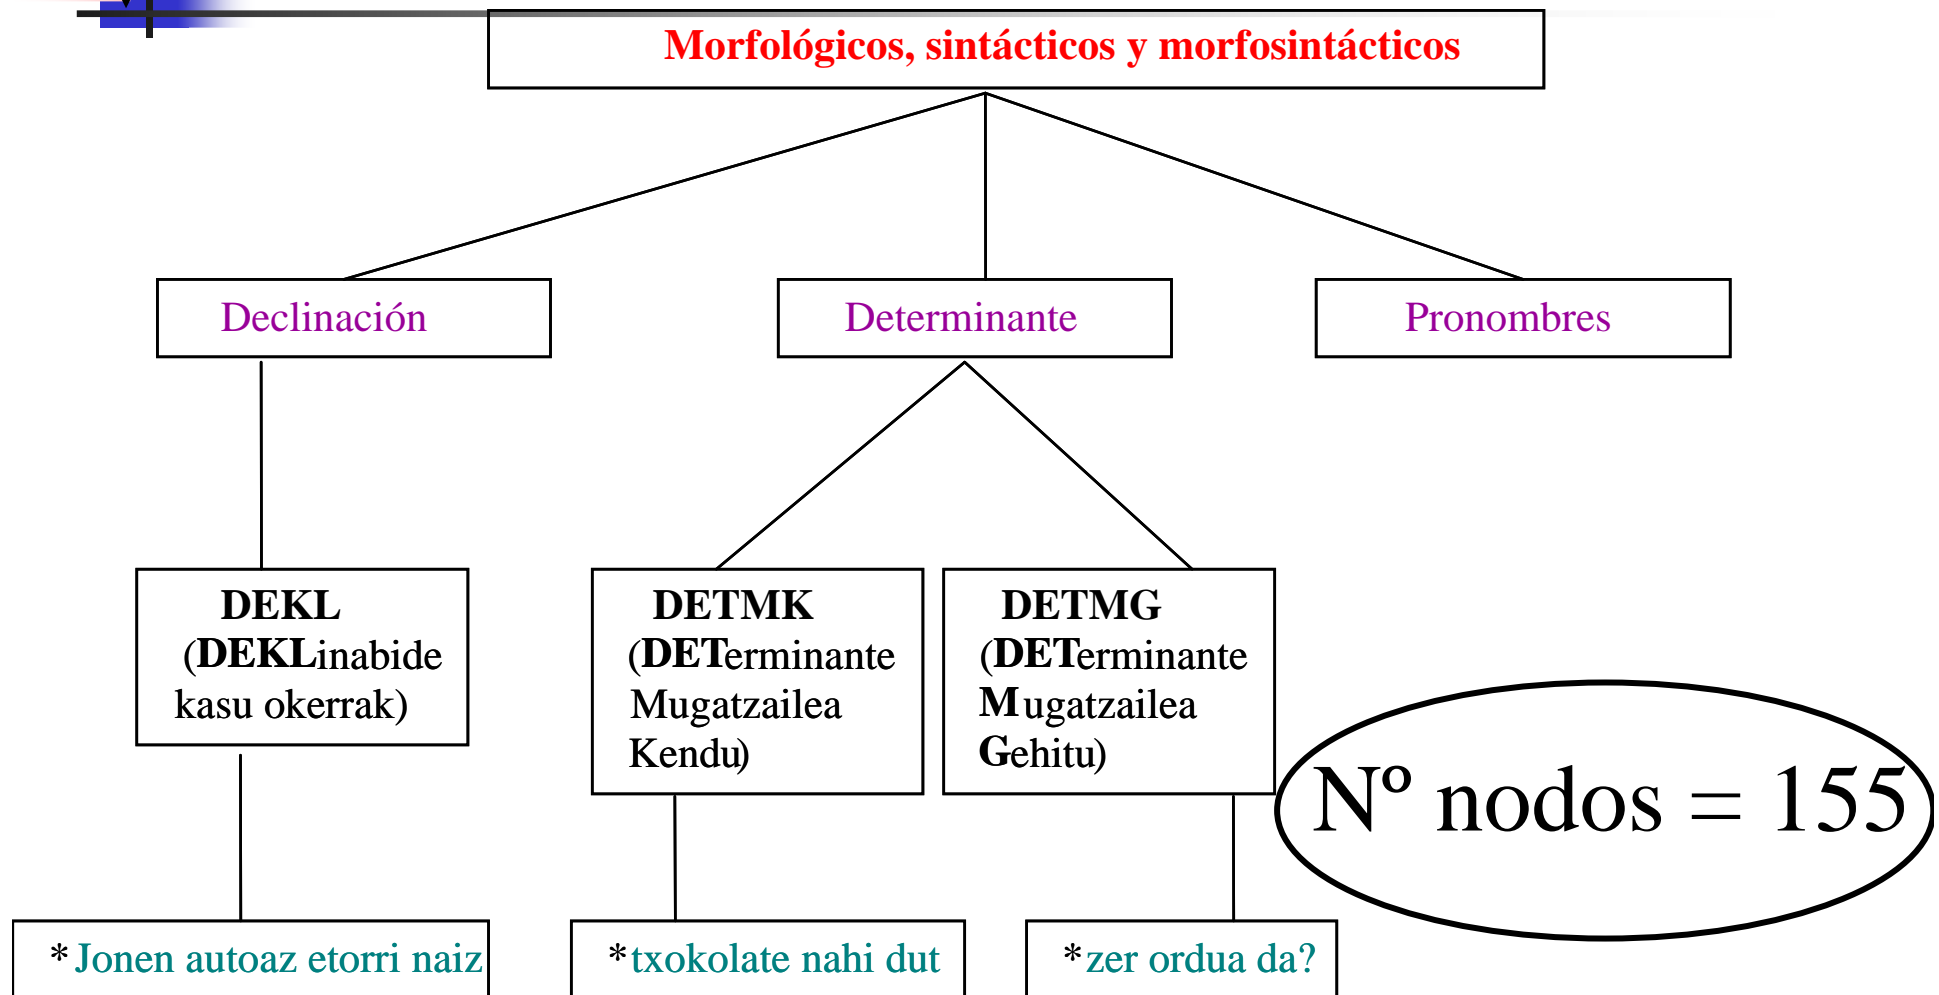 Morfológicos, sintácticos y morfosintácticos
Declinación
Determinante
Pronombres
DEKL
(DEKLinabide
kasu okerrak)
DETMK
(DETerminante
Mugatzailea
Kendu)
DETMG
(DETerminante
Mugatzailea
Gehitu)
Nº nodos = 155
*Jonen autoaz etorri naiz
*txokolate nahi dut
*zer ordua da?